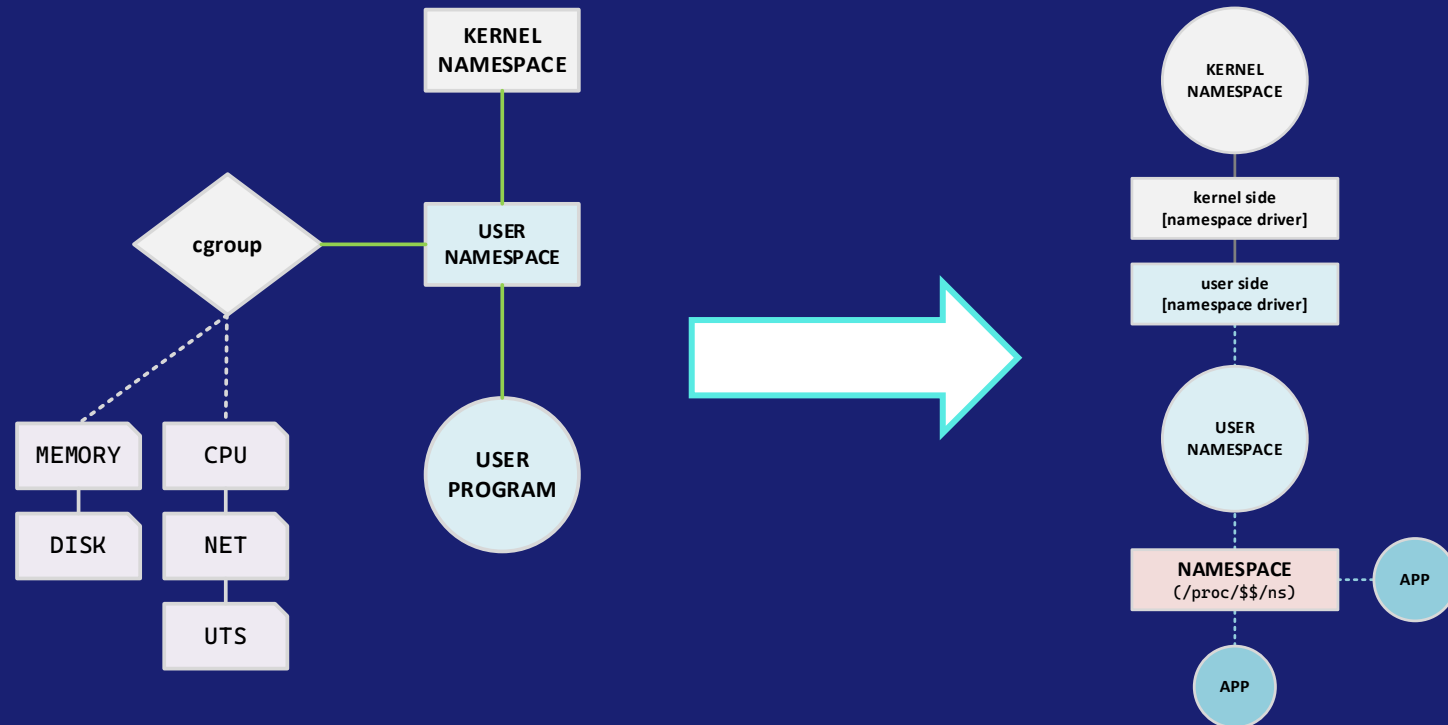 KERNEL
NAMESPACE
cgroup
USER
NAMESPACE
MEMORY
CPU
DISK
NET
UTS
USER
PROGRAM
KERNEL
NAMESPACE
kernel side
[namespace driver]
user side
[namespace driver]
USER
NAMESPACE
NAMESPACE
(/proc/$$/ns)
APP
APP